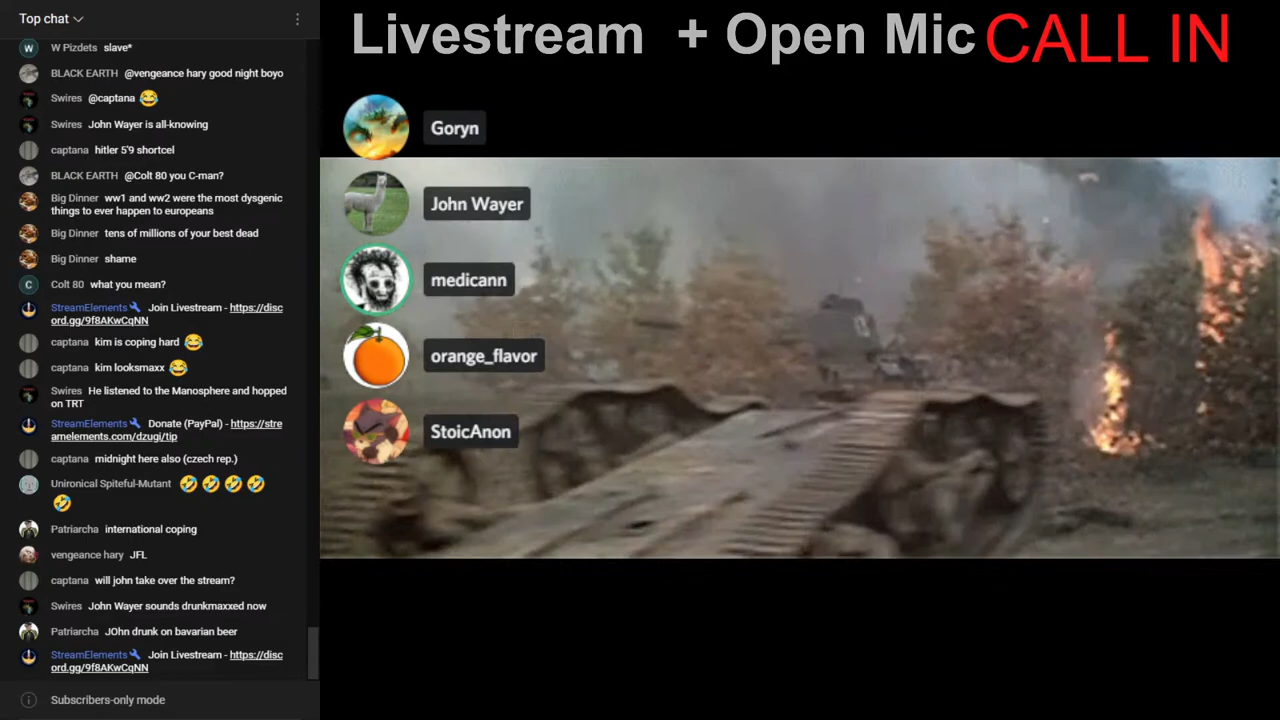 Top chat
W Pizdets slave*
BLACK EARTH @vengeance hary good night boyo
Swires @captana 😂
Swires John Wayer is all-knowing
captana hitler 5'9 shortcel
BLACK EARTH @Colt 80 you C-man?
Big Dinner ww1 and ww2 were the most dysgenic
things to ever happen to europeans
Big Dinner tens of millions of your best dead
Big Dinner shame
C Colt 80 what you mean?
StreamElements Join Livestream - https://disc
ord.gg/9f8AKwCqNN
captana kim is coping hard 😂
captana kim looksmaxx 😂
Swires He listened to the Manosphere and hopped
on TRT
StreamElements Donate (PayPal) - https://stre
amelements.com/dzugi/tip
captana midnight here also (czech rep.)
Unironical Spiteful-Mutant 🤣 🤣 🤣 🤣
🤣
Patriarcha international coping
vengeance hary JFL
captana will john take over the stream?
Swires John Wayer sounds drunkmaxxed now
Patriarcha JOhn drunk on bavarian beer
StreamElements Join Livestream - https://disc
ord.gg/9f8AKwCqNN
Subscribers-only mode
Livestream + Open Mic CALL IN
Goryn
John Wayer
medicann
orange_flavor
StoicAnon